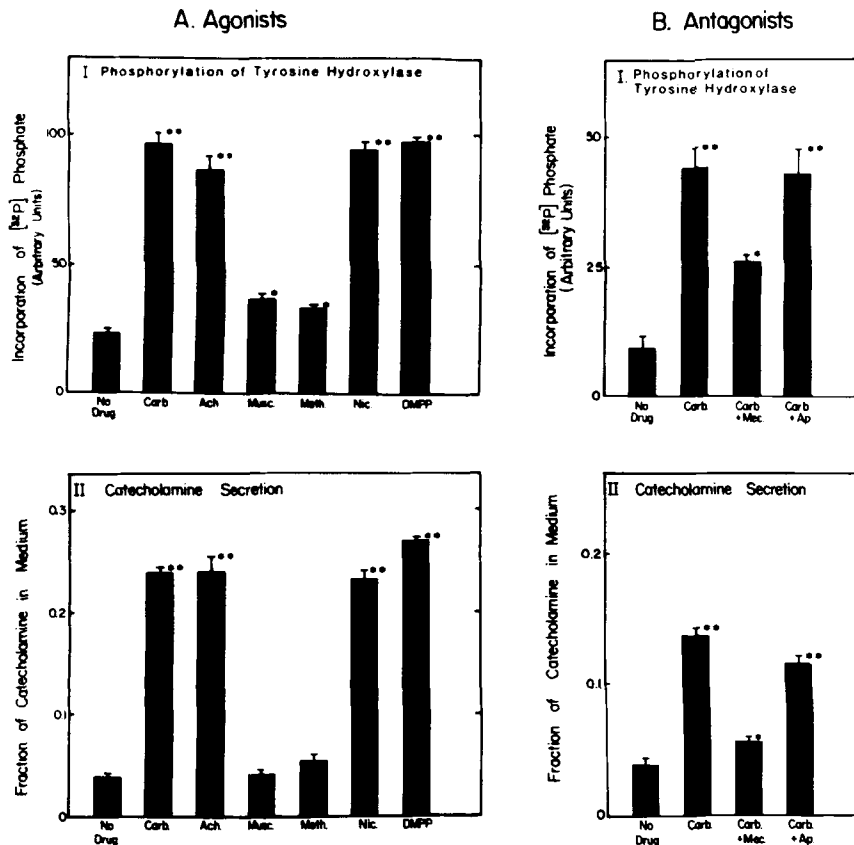 A. Agonists
I Phosphorylation of Tyrosine Hydroxylase
Incorporation of [32P] Phosphate
(Arbitrary Units)
100
50
0
**
**
*
*
**
**
No Drug
Carb.
Ach.
Musc.
Meth.
Nic.
DMPP
B. Antagonists
I. Phosphorylation of
Tyrosine Hydroxylase
Incorporation of [32P] Phosphate
(Arbitrary Units)
50
25
0
**
*
**
No Drug
Carb.
Carb. +Mec.
Carb. +Ap.
II Catecholamine Secretion
Fraction of Catecholamine in Medium
0.3
0.2
0.1
0
**
**
**
**
No Drug
Carb.
Ach.
Musc.
Meth.
Nic.
DMPP
II Catecholamine Secretion
Fraction of Catecholamine in Medium
0.2
0.1
0
**
*
**
No Drug
Carb.
Carb. +Mec.
Carb. +Ap.